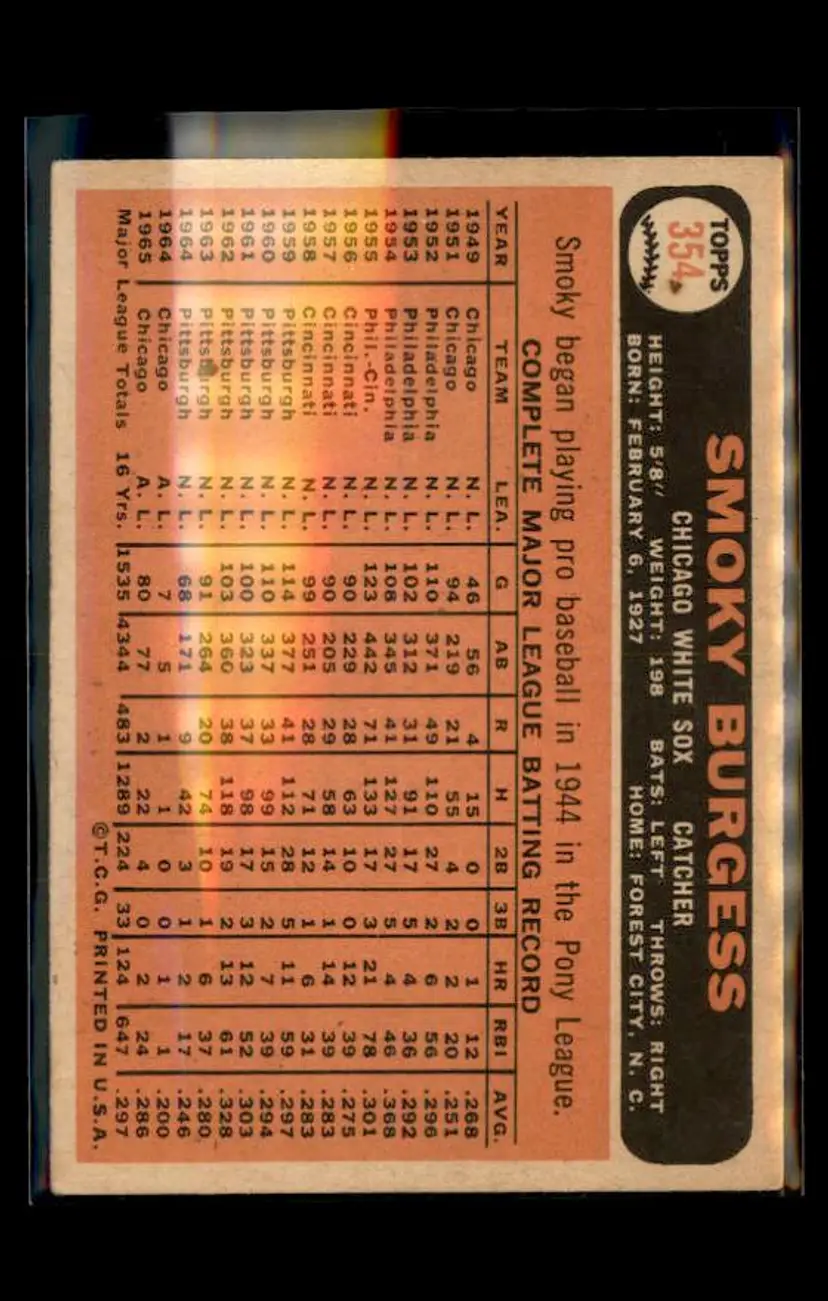 TOPPS
354
SMOKY BURGESS
CHICAGO WHITE SOX CATCHER
HEIGHT: 5'8" WEIGHT: 198 BATS: LEFT THROWS: RIGHT
BORN: FEBRUARY 6, 1927 HOME: FOREST CITY, N. C.
Smoky began playing pro baseball in 1944 in the Pony League.
COMPLETE MAJOR LEAGUE BATTING RECORD
YEAR TEAM LEA. G AB R H 2B 3B HR RBI AVG.
1949 Chicago N. L. 46 56 4 15 0 0 1 12 .268
1951 Chicago N. L. 94 219 21 55 4 2 2 20 .251
1952 Philadelphia N. L. 110 371 49 110 27 2 6 56 .296
1953 Philadelphia N. L. 102 312 31 91 17 5 4 36 .292
1954 Philadelphia N. L. 108 345 41 127 27 5 4 46 .368
1955 Phil.-Cin. N. L. 123 442 71 133 17 3 21 78 .301
1956 Cincinnati N. L. 90 229 28 63 10 0 12 39 .275
1957 Cincinnati N. L. 90 205 29 58 14 1 14 39 .283
1958 Cincinnati N. L. 99 251 28 71 12 1 6 31 .283
1959 Pittsburgh N. L. 114 377 41 112 28 5 11 59 .297
1960 Pittsburgh N. L. 110 337 33 99 15 2 7 39 .294
1961 Pittsburgh N. L. 100 323 37 98 17 3 12 52 .303
1962 Pittsburgh N. L. 103 360 38 118 19 2 13 61 .328
1963 Pittsburgh N. L. 91 264 20 74 10 1 6 37 .280
1964 Pittsburgh N. L. 68 171 9 42 3 1 2 17 .246
1964 Chicago A. L. 7 5 1 1 0 0 1 1 .200
1965 Chicago A. L. 80 77 2 22 4 0 2 24 .286
Major League Totals 16 Yrs. 1535 4344 483 1289 224 33 124 647 .297
©T.C.G. PRINTED IN U.S.A.